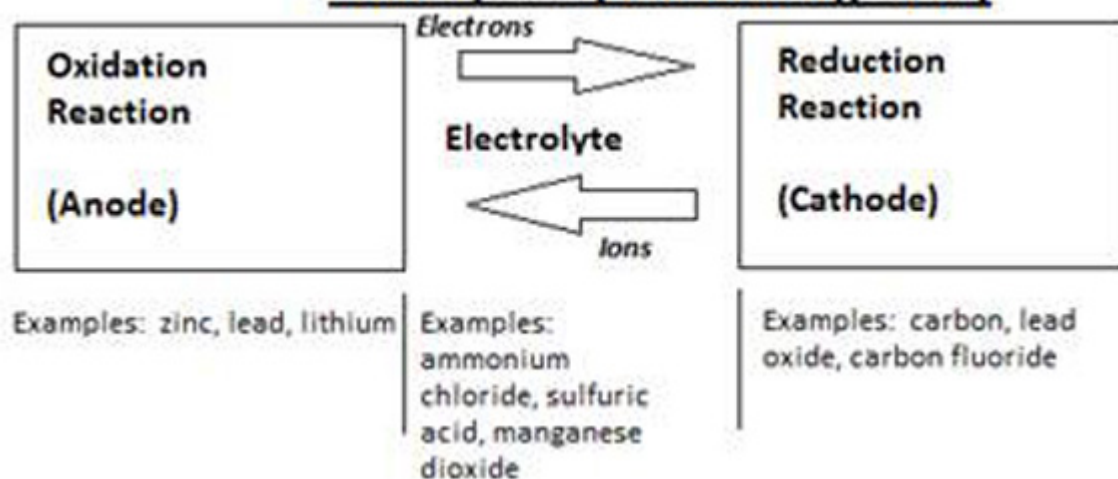 Electrons
Oxidation
Reaction
(Anode)
Electrolyte
Reduction
Reaction
(Cathode)
Ions
Examples: zinc, lead, lithium
Examples:
ammonium
chloride, sulfuric
acid, manganese
dioxide
Examples: carbon, lead
oxide, carbon fluoride